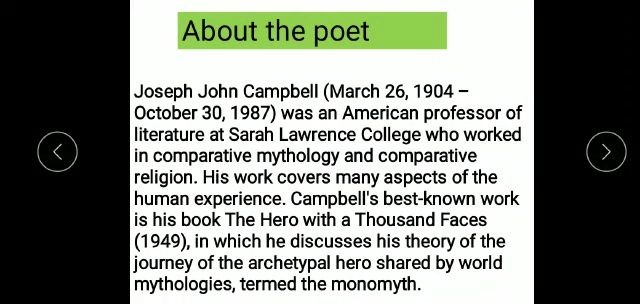 About the poet
Joseph John Campbell (March 26, 1904 –
October 30, 1987) was an American professor of
literature at Sarah Lawrence College who worked
in comparative mythology and comparative
religion. His work covers many aspects of the
human experience. Campbell's best-known work
is his book The Hero with a Thousand Faces
(1949), in which he discusses his theory of the
journey of the archetypal hero shared by world
mythologies, termed the monomyth.